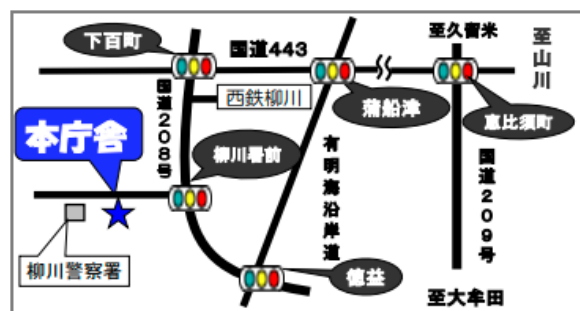 下百町
国道443
至久留米
至山川
西鉄柳川
蒲船津
恵比須町
国道208号
本庁舎
柳川署前
有明海沿岸道
国道209号
柳川警察署
徳益
至大牟田